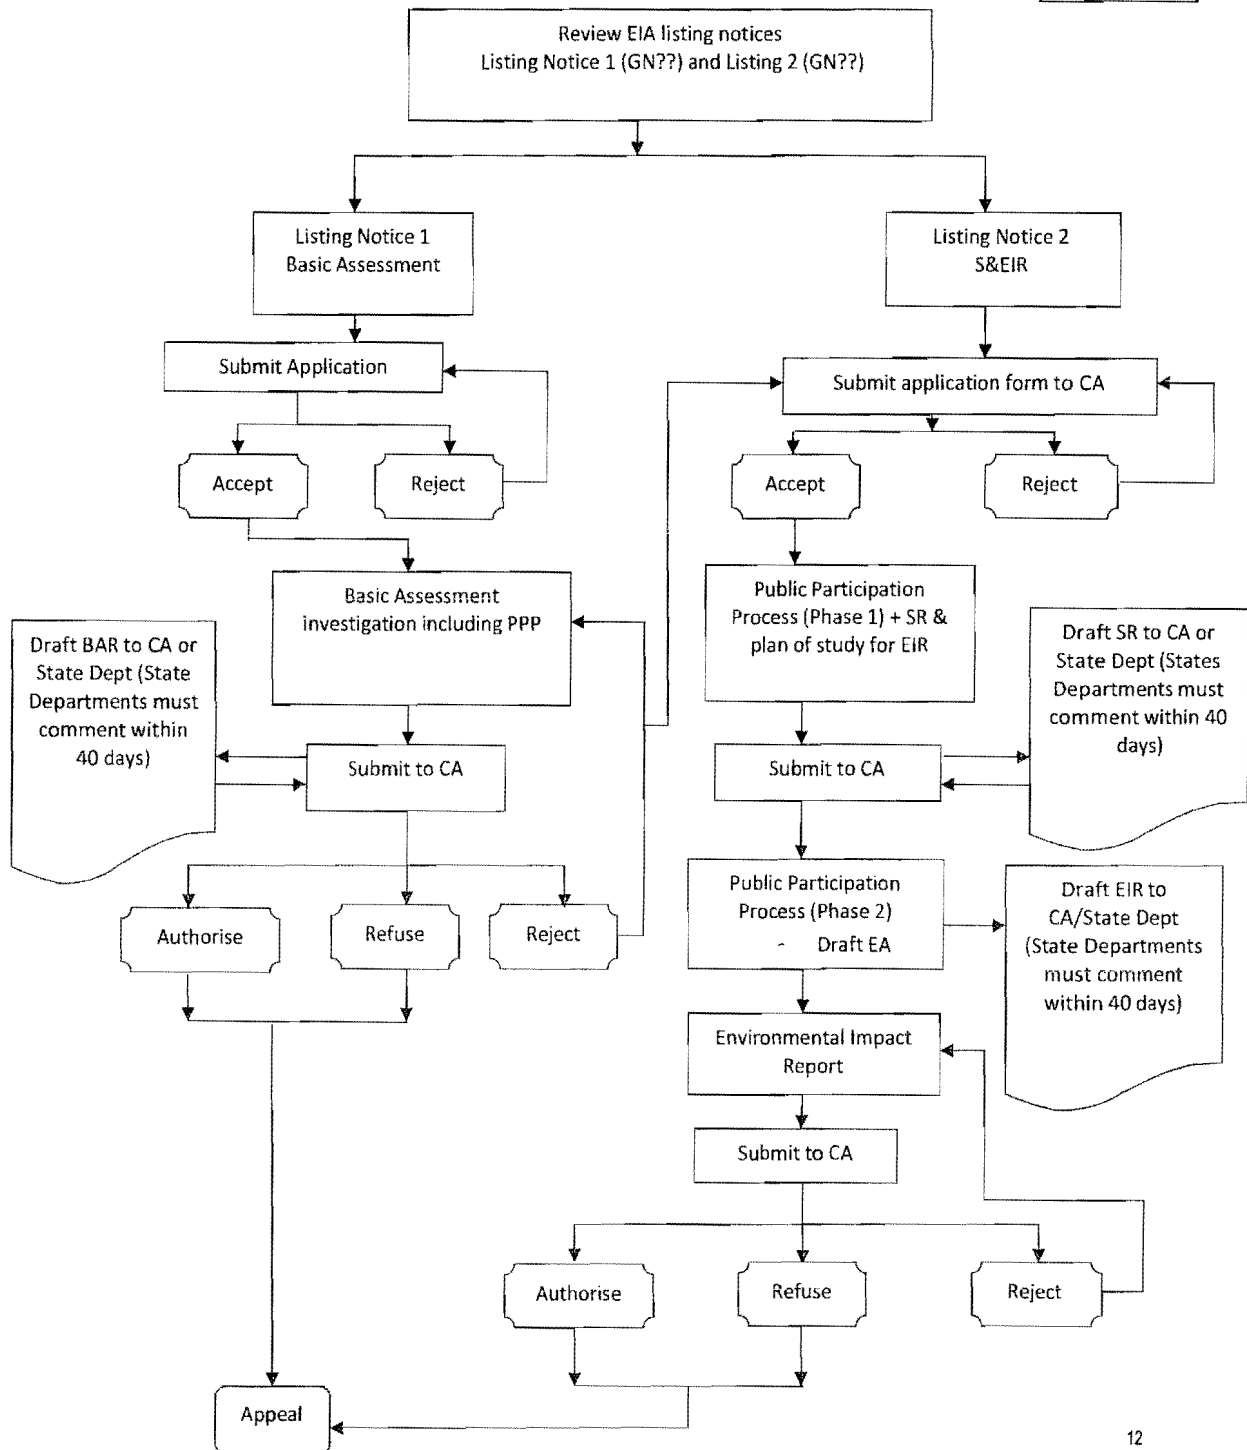 Review EIA listing notices
Listing Notice 1 (GN??) and Listing 2 (GN??)
Listing Notice 1
Basic Assessment
Listing Notice 2
S&EIR
Submit Application
Submit application form to CA
Accept
Reject
Accept
Reject
Basic Assessment
investigation including PPP
Public Participation
Process (Phase 1) + SR &
plan of study for EIR
Draft BAR to CA or
State Dept (State
Departments must
comment within
40 days)
Draft SR to CA or
State Dept (States
Departments must
comment within 40
days)
Submit to CA
Submit to CA
Public Participation
Process (Phase 2)
- Draft EA
Draft EIR to
CA/State Dept
(State Departments
must comment
within 40 days)
Authorise
Refuse
Reject
Environmental Impact
Report
Submit to CA
Authorise
Refuse
Reject
Appeal
12